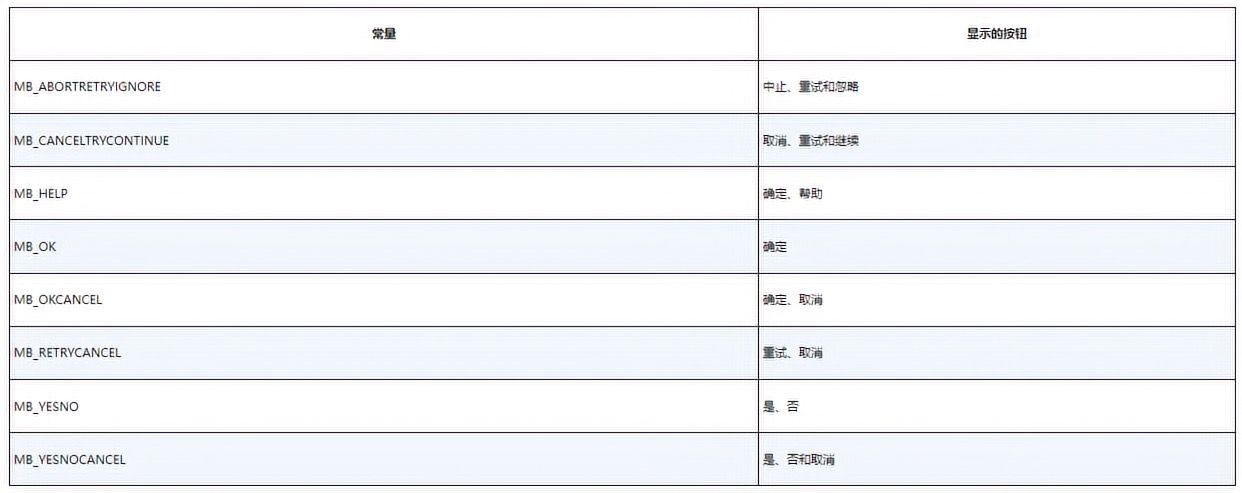 常量 显示的按钮
MB_ABORTRETRYIGNORE 中止、重试和忽略
MB_CANCELTRYCONTINUE 取消、重试和继续
MB_HELP 确定、帮助
MB_OK 确定
MB_OKCANCEL 确定、取消
MB_RETRYCANCEL 重试、取消
MB_YESNO 是、否
MB_YESNOCANCEL 是、否和取消